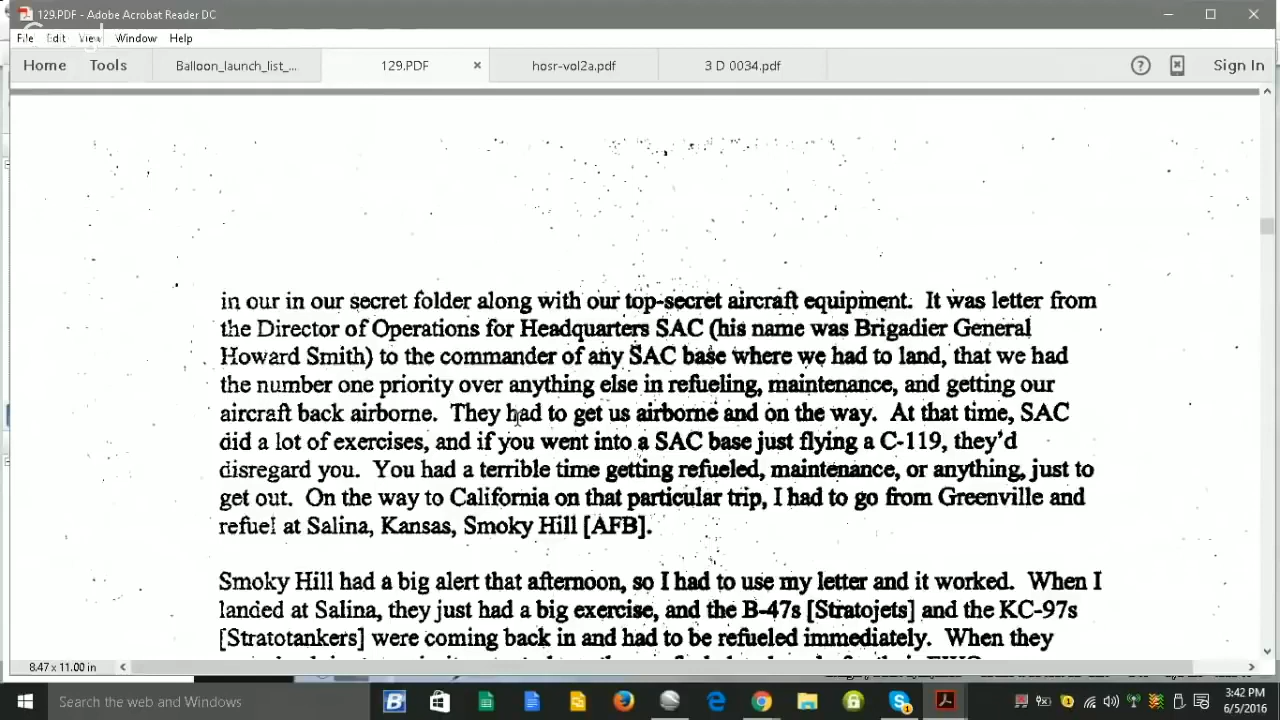 129.PDF - Adobe Acrobat Reader DC
File Edit View Window Help
Home Tools Balloon_launch_list_... 129.PDF × hosr-vol2a.pdf 3 D 0034.pdf ? Sign In
in our in our secret folder along with our top-secret aircraft equipment. It was letter from
the Director of Operations for Headquarters SAC (his name was Brigadier General
Howard Smith) to the commander of any SAC base where we had to land, that we had
the number one priority over anything else in refueling, maintenance, and getting our
aircraft back airborne. They had to get us airborne and on the way. At that time, SAC
did a lot of exercises, and if you went into a SAC base just flying a C-119, they'd
disregard you. You had a terrible time getting refueled, maintenance, or anything, just to
get out. On the way to California on that particular trip, I had to go from Greenville and
refuel at Salina, Kansas, Smoky Hill [AFB].
Smoky Hill had a big alert that afternoon, so I had to use my letter and it worked. When I
landed at Salina, they just had a big exercise, and the B-47s [Stratojets] and the KC-97s
[Stratotankers] were coming back in and had to be refueled immediately. When they
8.47 x 11.00 in
Search the web and Windows
3:42 PM
6/5/2016